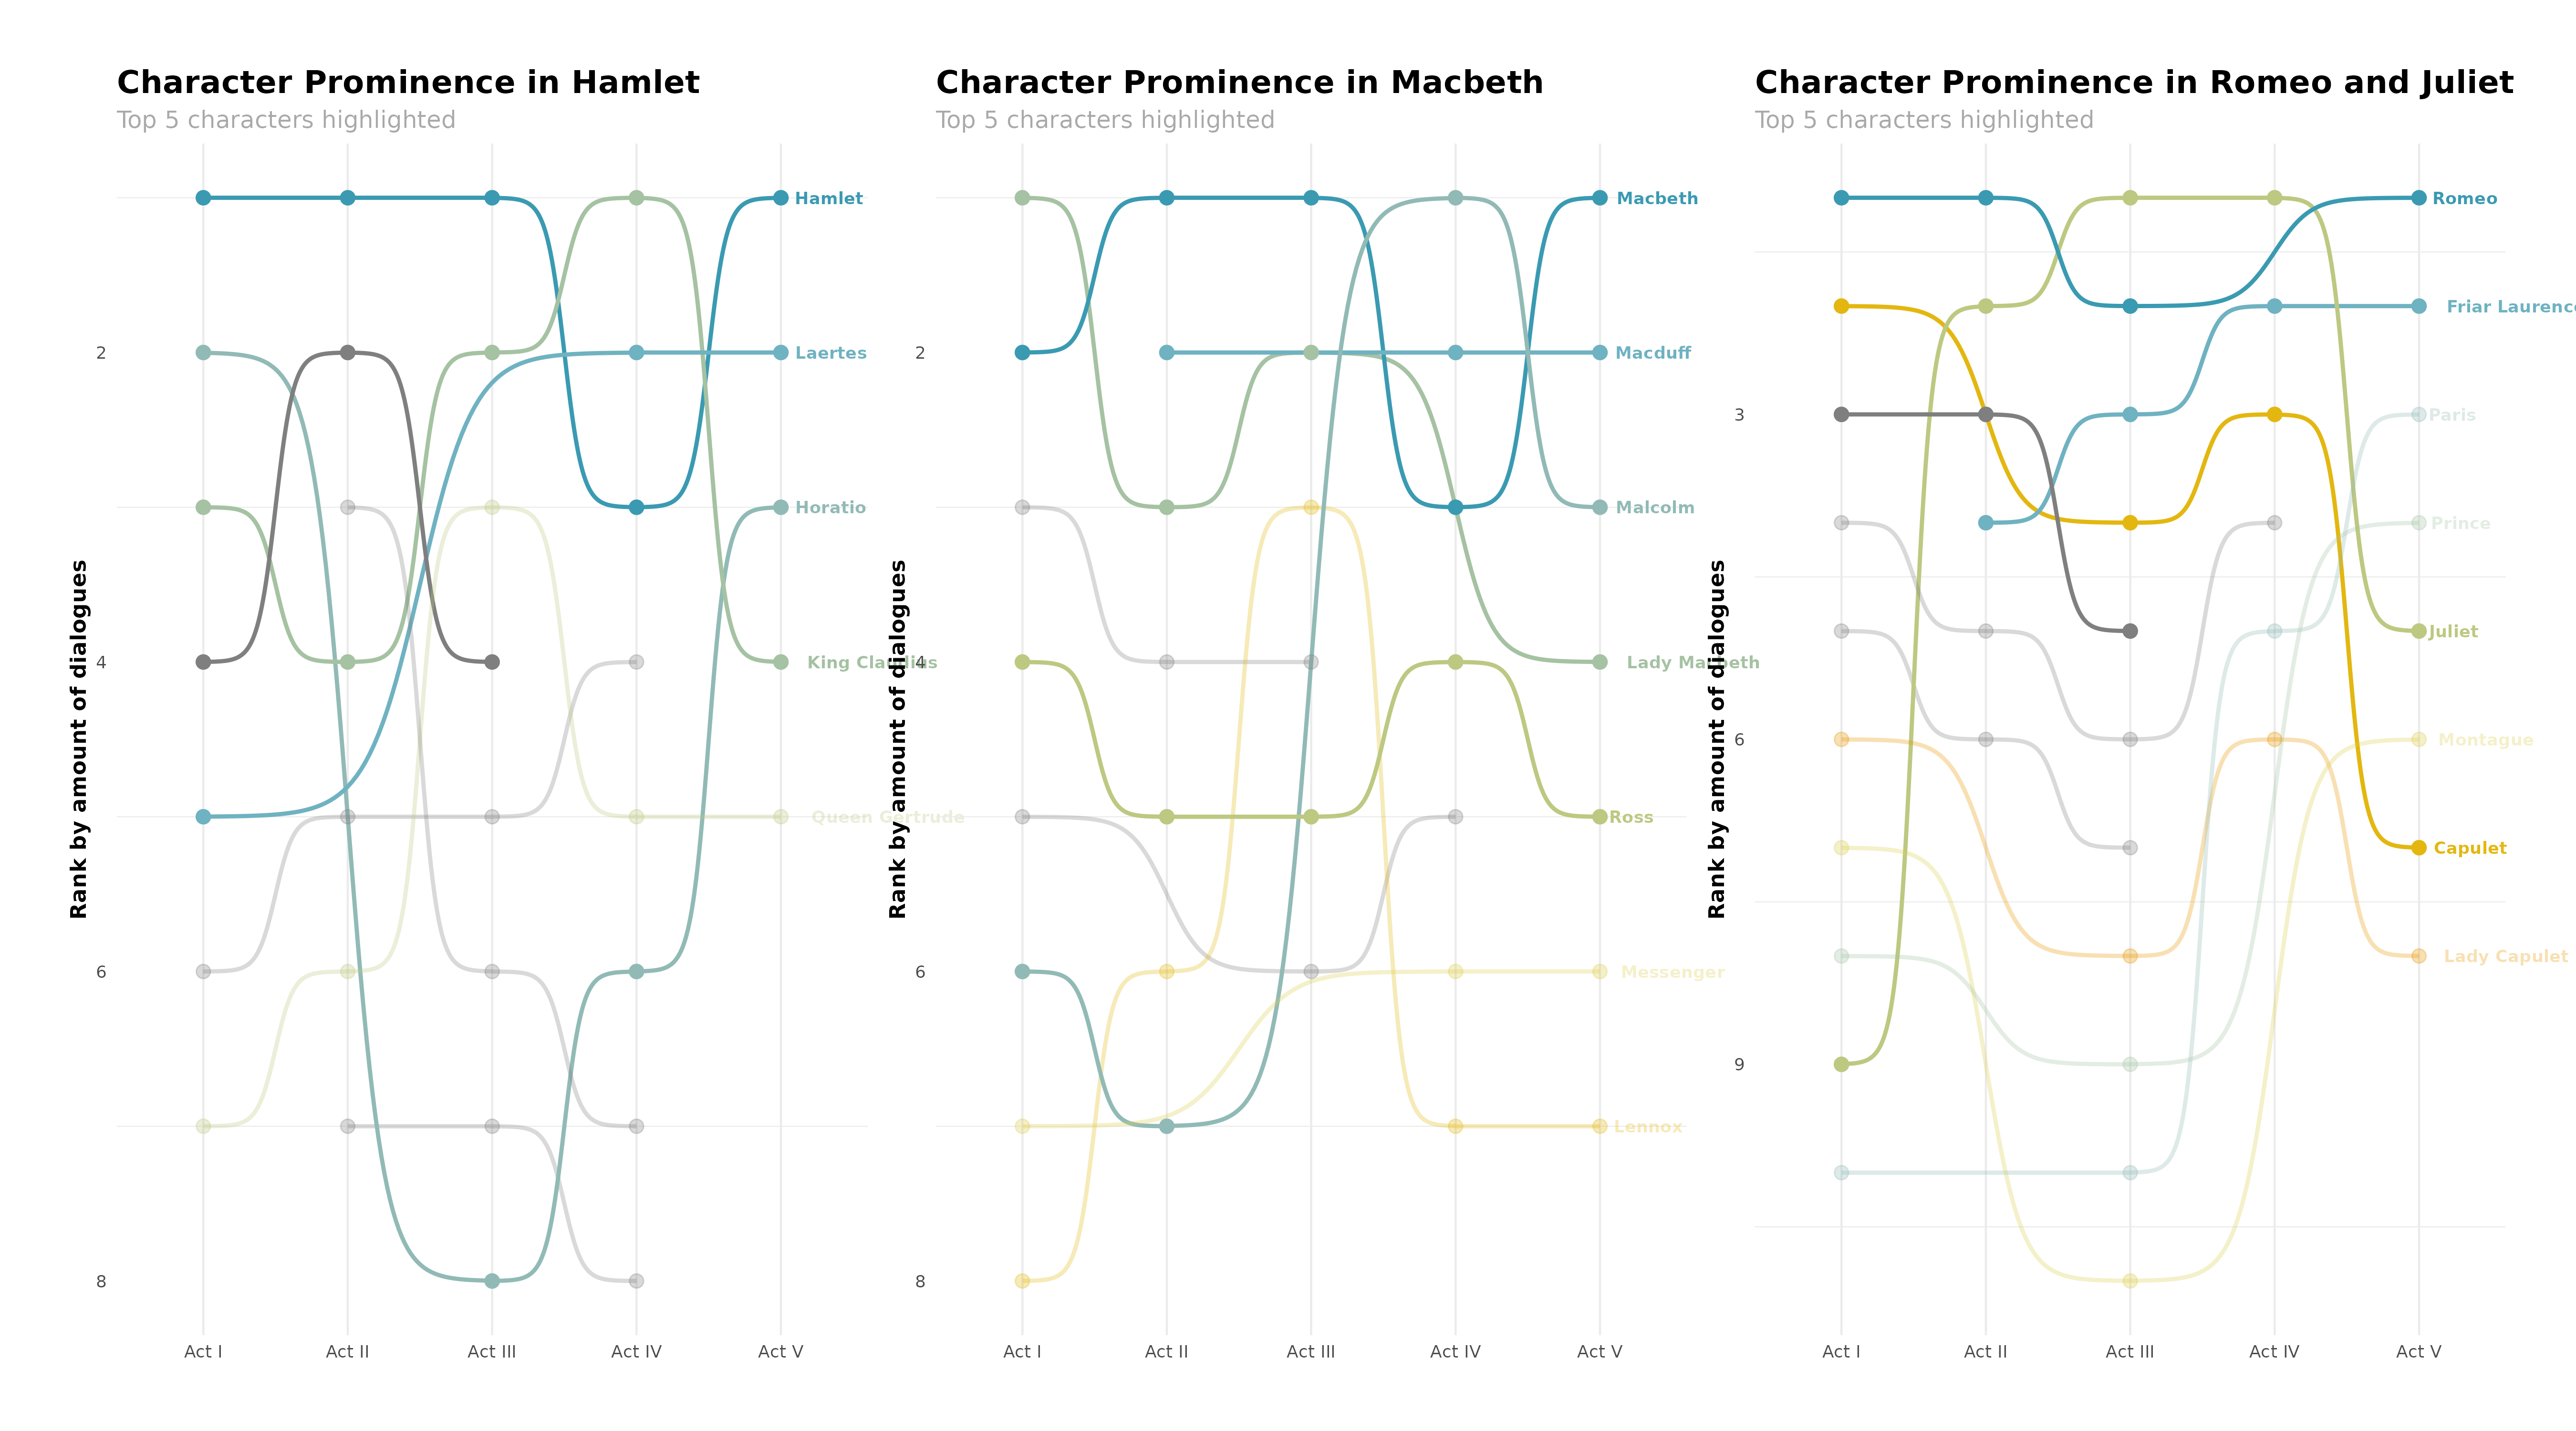 Character Prominence in Hamlet
Top 5 characters highlighted
Rank by amount of dialogues
2
4
6
8
Hamlet
Laertes
Horatio
King Claudius
Queen Gertrude
Act I
Act II
Act III
Act IV
Act V
Character Prominence in Macbeth
Top 5 characters highlighted
Rank by amount of dialogues
2
4
6
8
Macbeth
Macduff
Malcolm
Lady Macbeth
Ross
Messenger
Lennox
Act I
Act II
Act III
Act IV
Act V
Character Prominence in Romeo and Juliet
Top 5 characters highlighted
Rank by amount of dialogues
3
6
9
Romeo
Friar Laurenc
Paris
Prince
Juliet
Montague
Capulet
Lady Capulet
Act I
Act II
Act III
Act IV
Act V